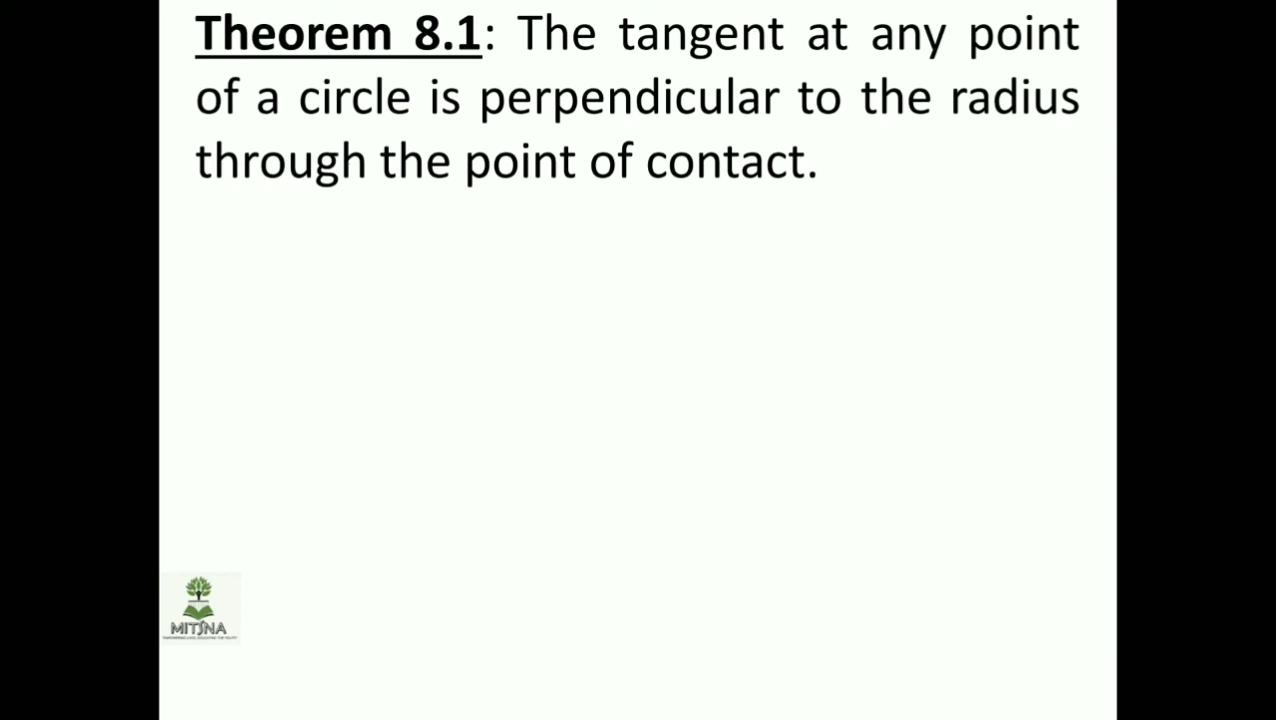 Theorem 8.1: The tangent at any point
of a circle is perpendicular to the radius
through the point of contact.
MITJNA